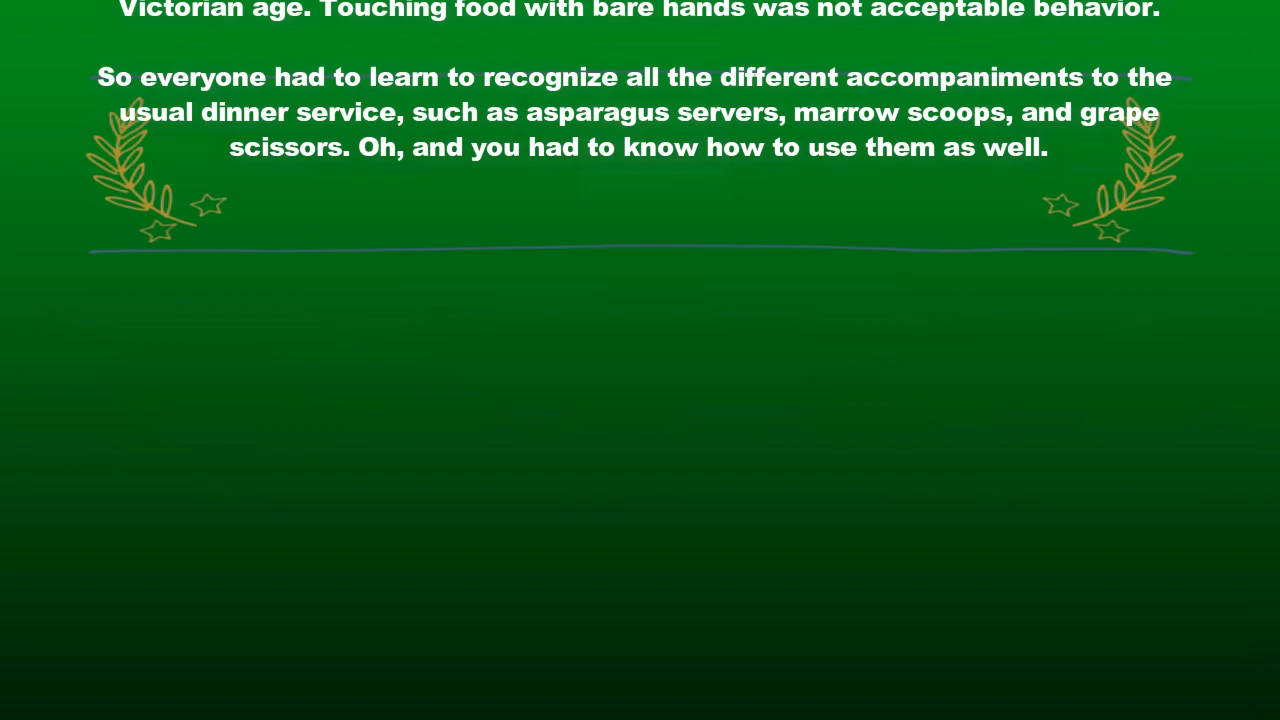 Victorian age. Touching food with bare hands was not acceptable behavior.
So everyone had to learn to recognize all the different accompaniments to the
usual dinner service, such as asparagus servers, marrow scoops, and grape
scissors. Oh, and you had to know how to use them as well.